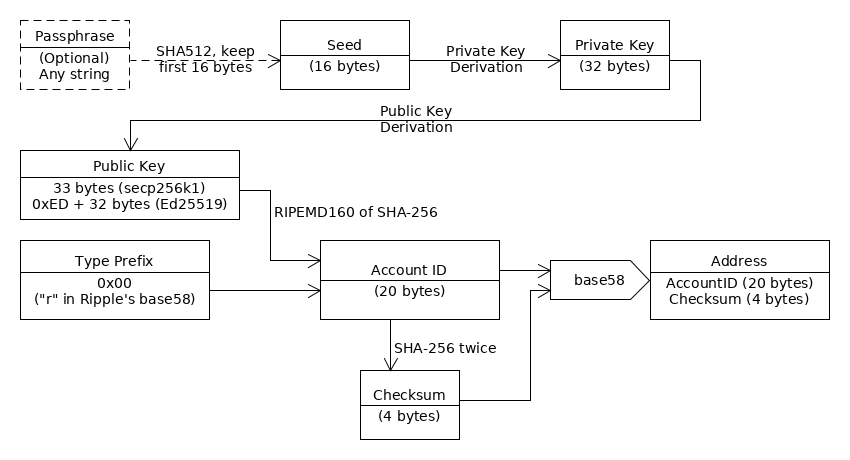 Passphrase
(Optional)
Any string
SHA512, keep
first 16 bytes
Seed
(16 bytes)
Private Key
Derivation
Private Key
(32 bytes)
Public Key
Derivation
Public Key
33 bytes (secp256k1)
0xED + 32 bytes (Ed25519)
RIPEMD160 of SHA-256
Type Prefix
0x00
("r" in Ripple's base58)
Account ID
(20 bytes)
base58
Address
AccountID (20 bytes)
Checksum (4 bytes)
SHA-256 twice
Checksum
(4 bytes)